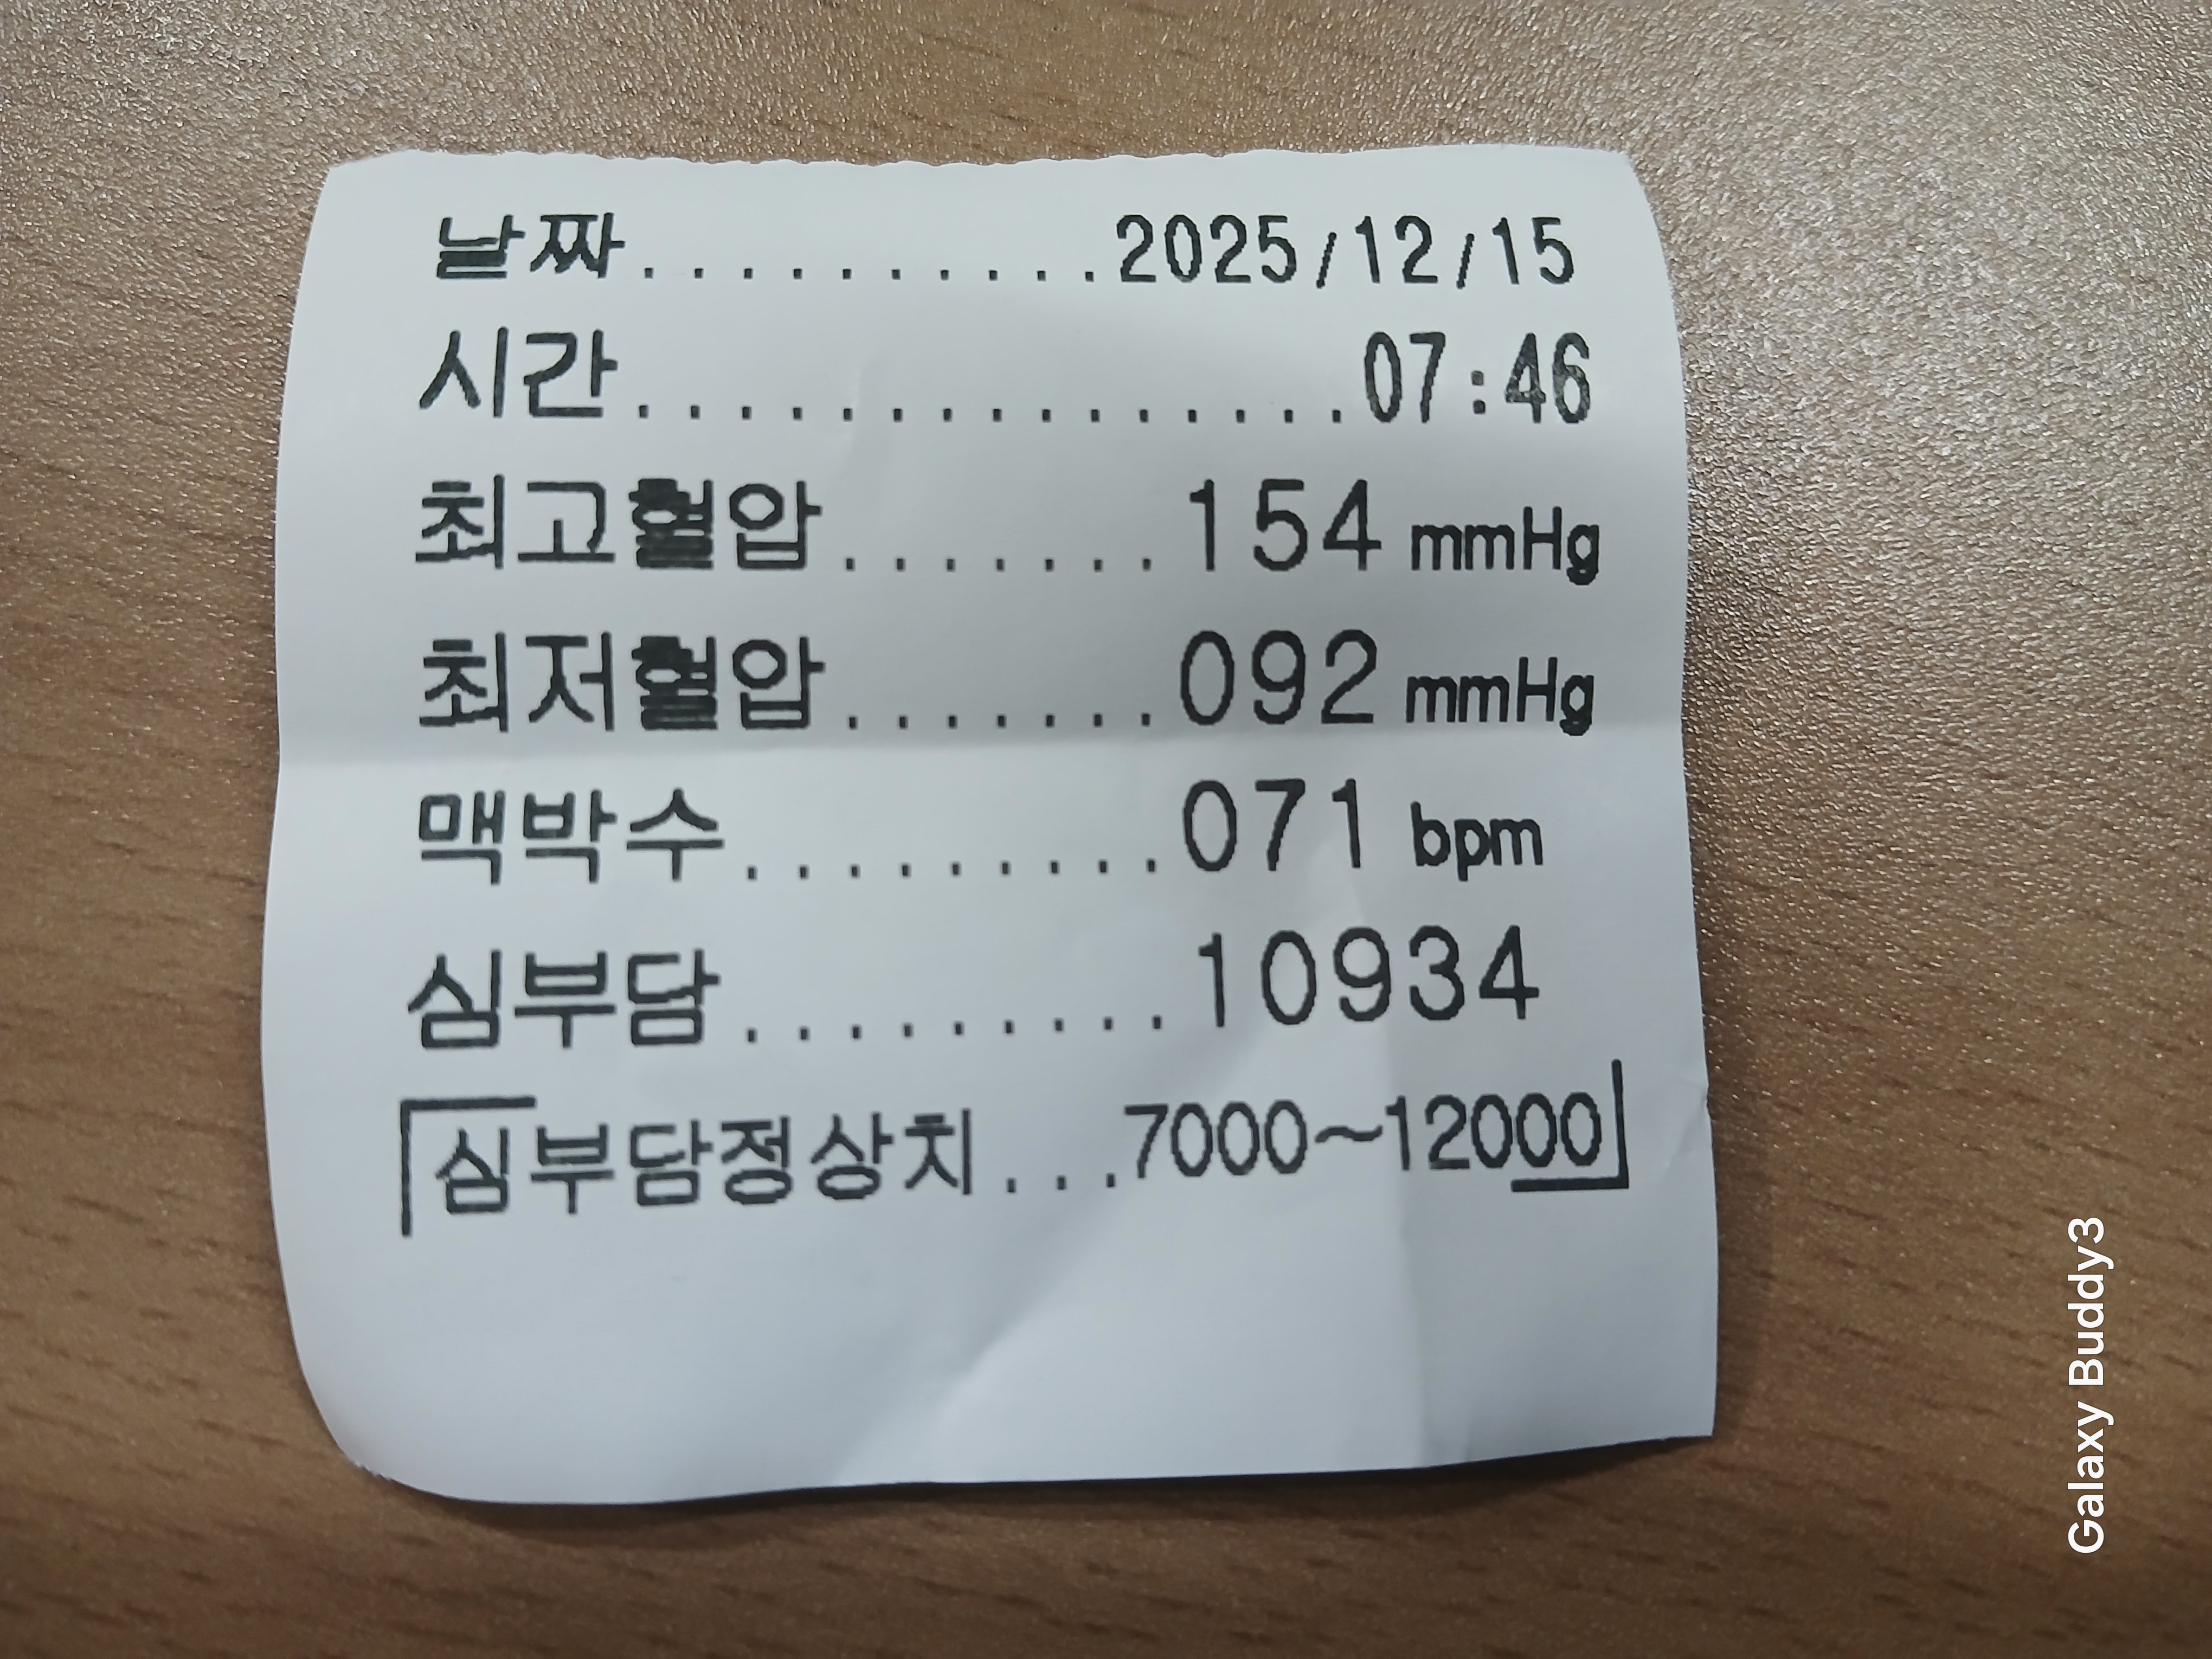 날짜..........2025/12/15
시간...............07:46
최고혈압.......154 mmHg
최저혈압.......092 mmHg
맥박수.........071 bpm
심부담.........10934
「심부담정상치...7000~12000」
Galaxy Buddy3